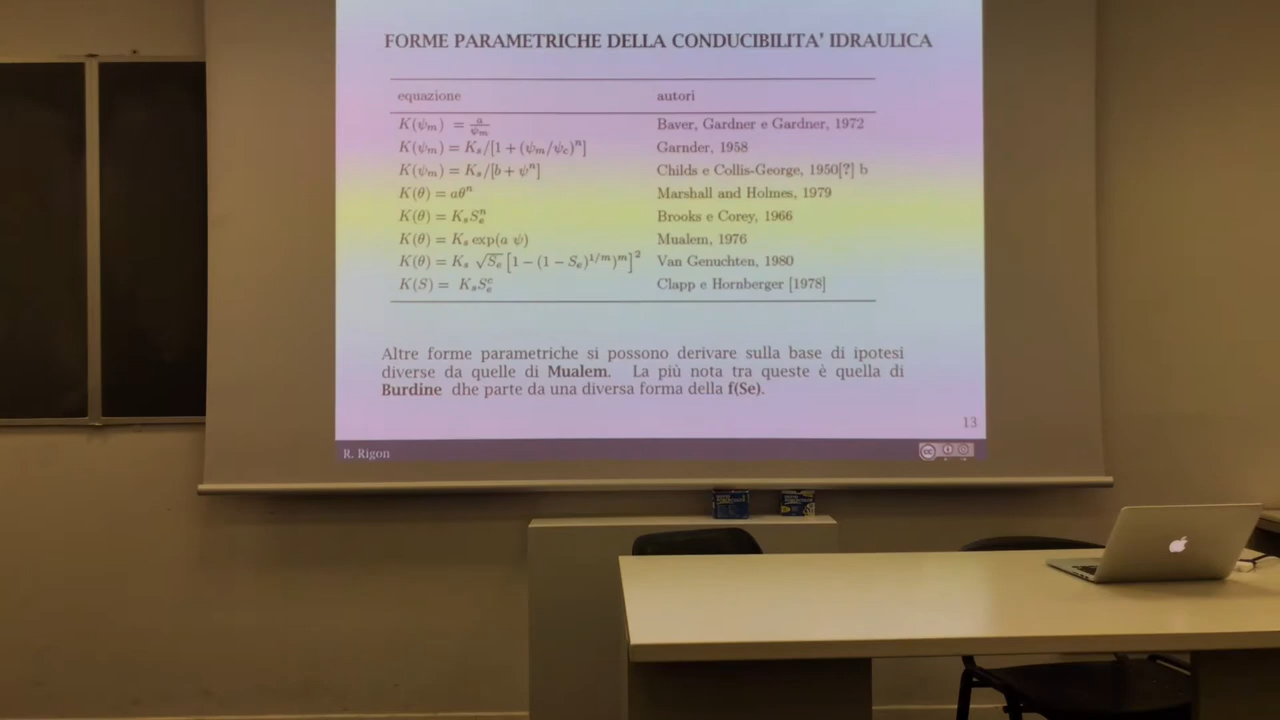 FORME PARAMETRICHE DELLA CONDUCIBILITA' IDRAULICA
equazione autori
K(ψm) = a/ψm Baver, Gardner e Gardner, 1972
K(ψm) = Ks/[1 + (ψm/ψc)^n] Garnder, 1958
K(ψm) = Ks/[b + ψ^n] Childs e Collis-George, 1950[?] b
K(θ) = aθ^n Marshall and Holmes, 1979
K(θ) = KsSe^n Brooks e Corey, 1966
K(θ) = Ks exp(a ψ) Mualem, 1976
K(θ) = Ks √Se [1 − (1 − Se)^1/m)^m]^2 Van Genuchten, 1980
K(S) = KsSe^c Clapp e Hornberger [1978]
Altre forme parametriche si possono derivare sulla base di ipotesi
diverse da quelle di Mualem. La più nota tra queste è quella di
Burdine dhe parte da una diversa forma della f(Se).
13
R. Rigon